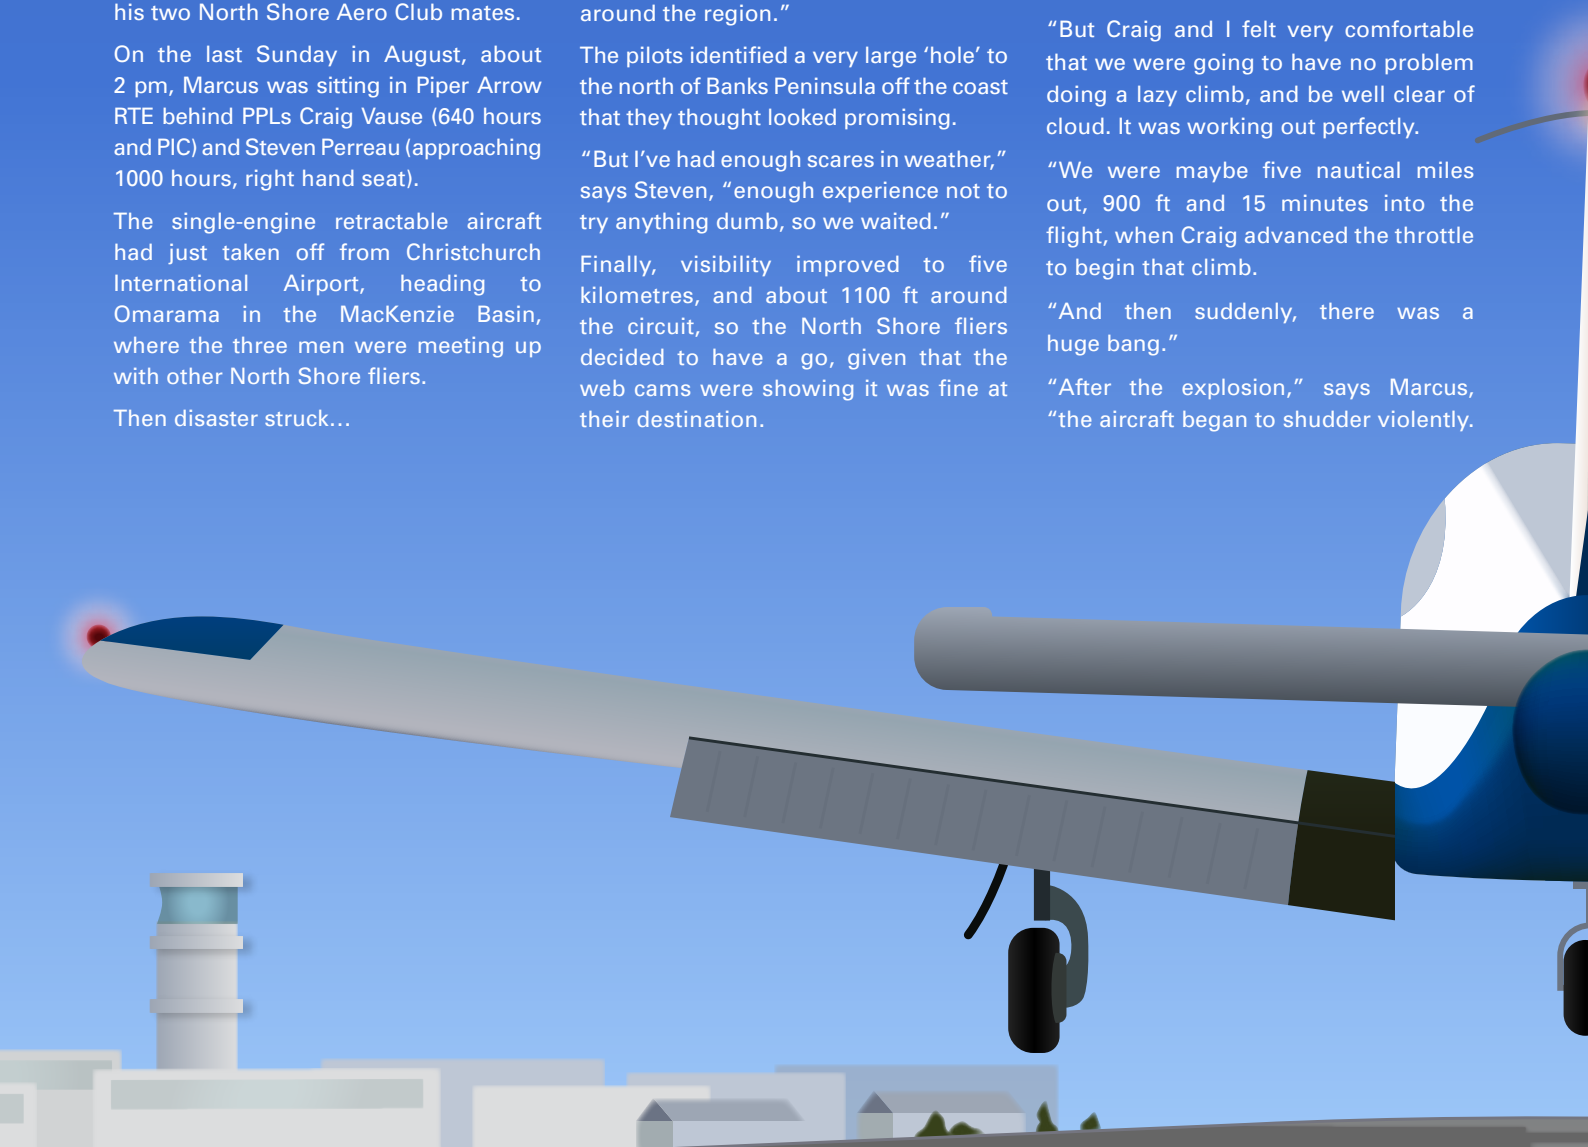 his two North Shore Aero Club mates.
On the last Sunday in August, about
2 pm, Marcus was sitting in Piper Arrow
RTE behind PPLs Craig Vause (640 hours
and PIC) and Steven Perreau (approaching
1000 hours, right hand seat).
The single-engine retractable aircraft
had just taken off from Christchurch
International Airport, heading to
Omarama in the MacKenzie Basin,
where the three men were meeting up
with other North Shore fliers.
Then disaster struck…
around the region.”
The pilots identified a very large ‘hole’ to
the north of Banks Peninsula off the coast
that they thought looked promising.
“But I’ve had enough scares in weather,”
says Steven, “enough experience not to
try anything dumb, so we waited.”
Finally, visibility improved to five
kilometres, and about 1100 ft around
the circuit, so the North Shore fliers
decided to have a go, given that the
web cams were showing it was fine at
their destination.
“But Craig and I felt very comfortable
that we were going to have no problem
doing a lazy climb, and be well clear of
cloud. It was working out perfectly.
“We were maybe five nautical miles
out, 900 ft and 15 minutes into the
flight, when Craig advanced the throttle
to begin that climb.
“And then suddenly, there was a
huge bang.”
“After the explosion,” says Marcus,
“the aircraft began to shudder violently.